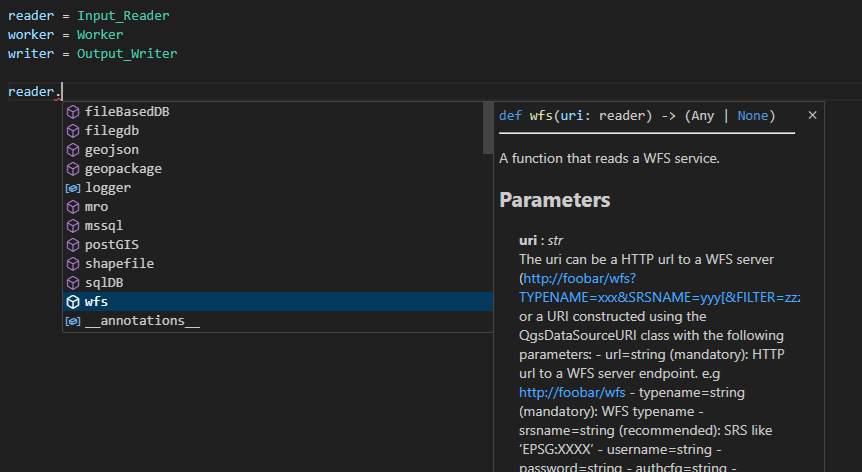 reader = Input_Reader
worker = Worker
writer = Output_Writer
reader.
fileBasedDB
filegdb
geojson
geopackage
logger
mro
mssql
postGIS
shapefile
sqlDB
wfs
__annotations__
def wfs(uri: reader) -> (Any | None)
A function that reads a WFS service.
Parameters
uri : str
The uri can be a HTTP url to a WFS server
(http://foobar/wfs?
TYPENAME=xxx&SRSNAME=yyy[&FILTER=zzz
or a URI constructed using the
QgsDataSourceURI class with the following
parameters: - url=string (mandatory): HTTP
url to a WFS server endpoint. e.g
http://foobar/wfs - typename=string
(mandatory): WFS typename -
srsname=string (recommended): SRS like
‘EPSG:XXXX’ - username=string -
password=string - authcfg=string -